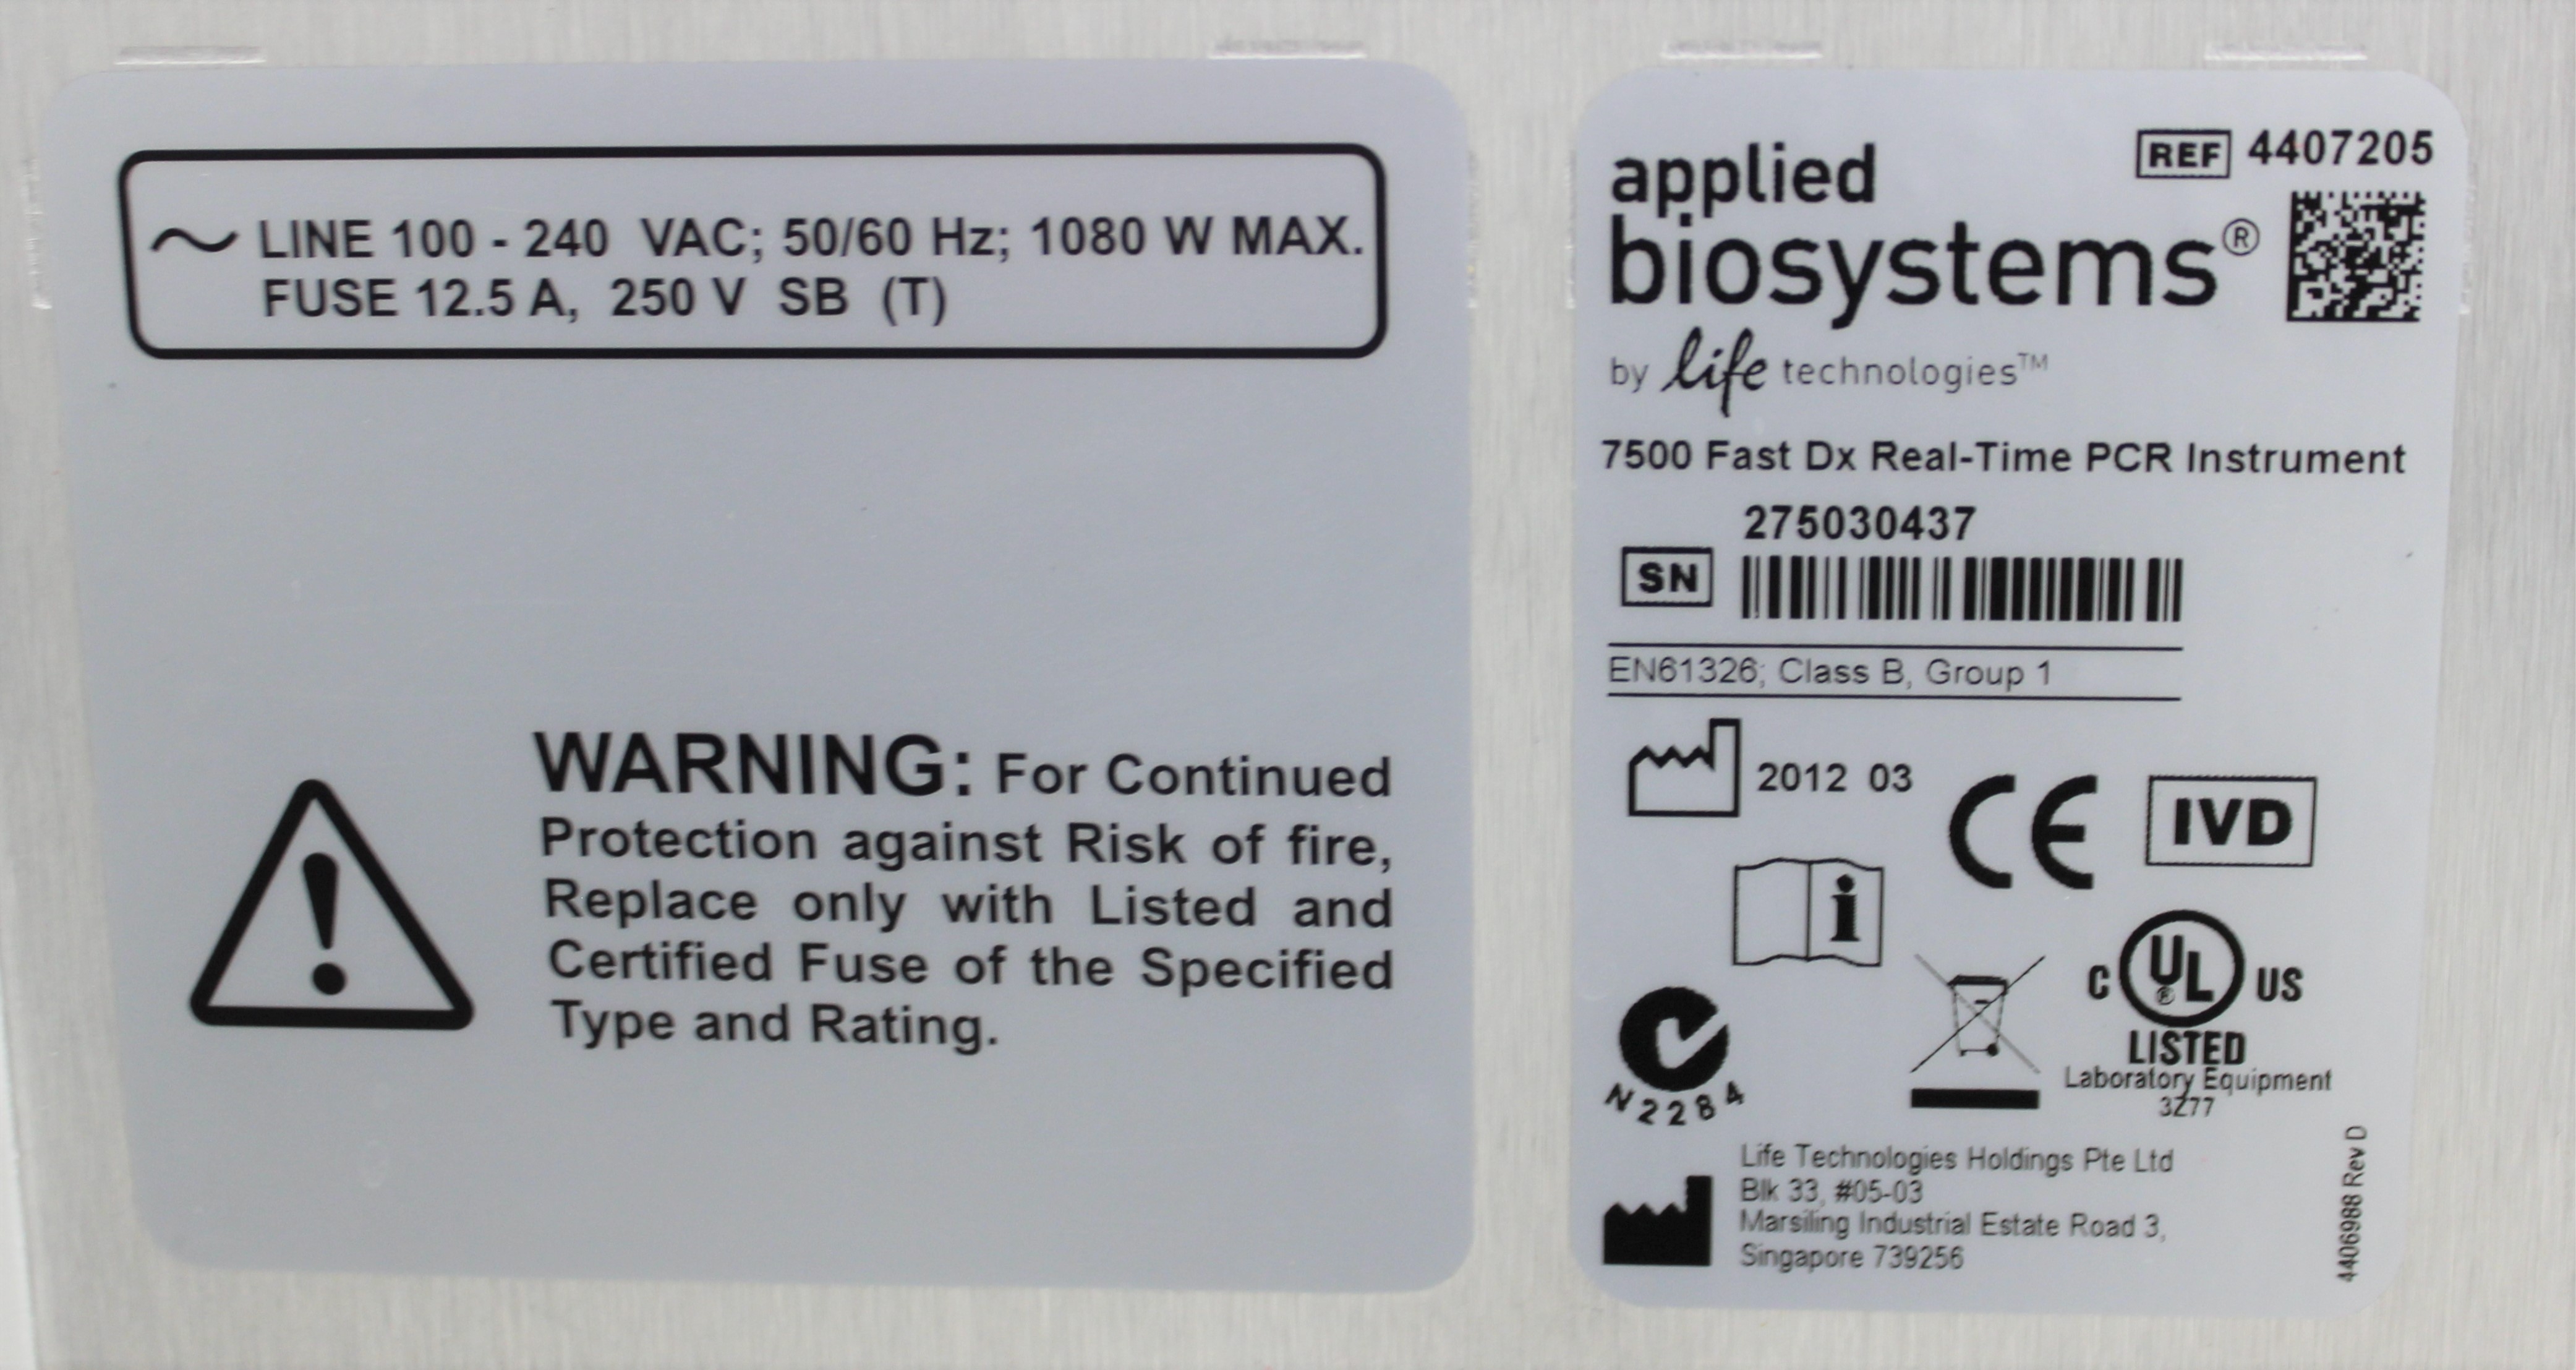 ~ LINE 100 - 240 VAC; 50/60 Hz; 1080 W MAX.
FUSE 12.5 A, 250 V SB (T)
WARNING: For Continued
Protection against Risk of fire,
Replace only with Listed and
Certified Fuse of the Specified
Type and Rating.
REF 4407205
applied
biosystems®
by life technologies™
7500 Fast Dx Real-Time PCR Instrument
275030437
SN
EN61326; Class B, Group 1
2012 03
CE
IVD
i
C UL® US
LISTED
Laboratory Equipment
3Z77
N2284
Life Technologies Holdings Pte Ltd
Blk 33, #05-03
Marsiling Industrial Estate Road 3,
Singapore 739256
4406988 Rev D